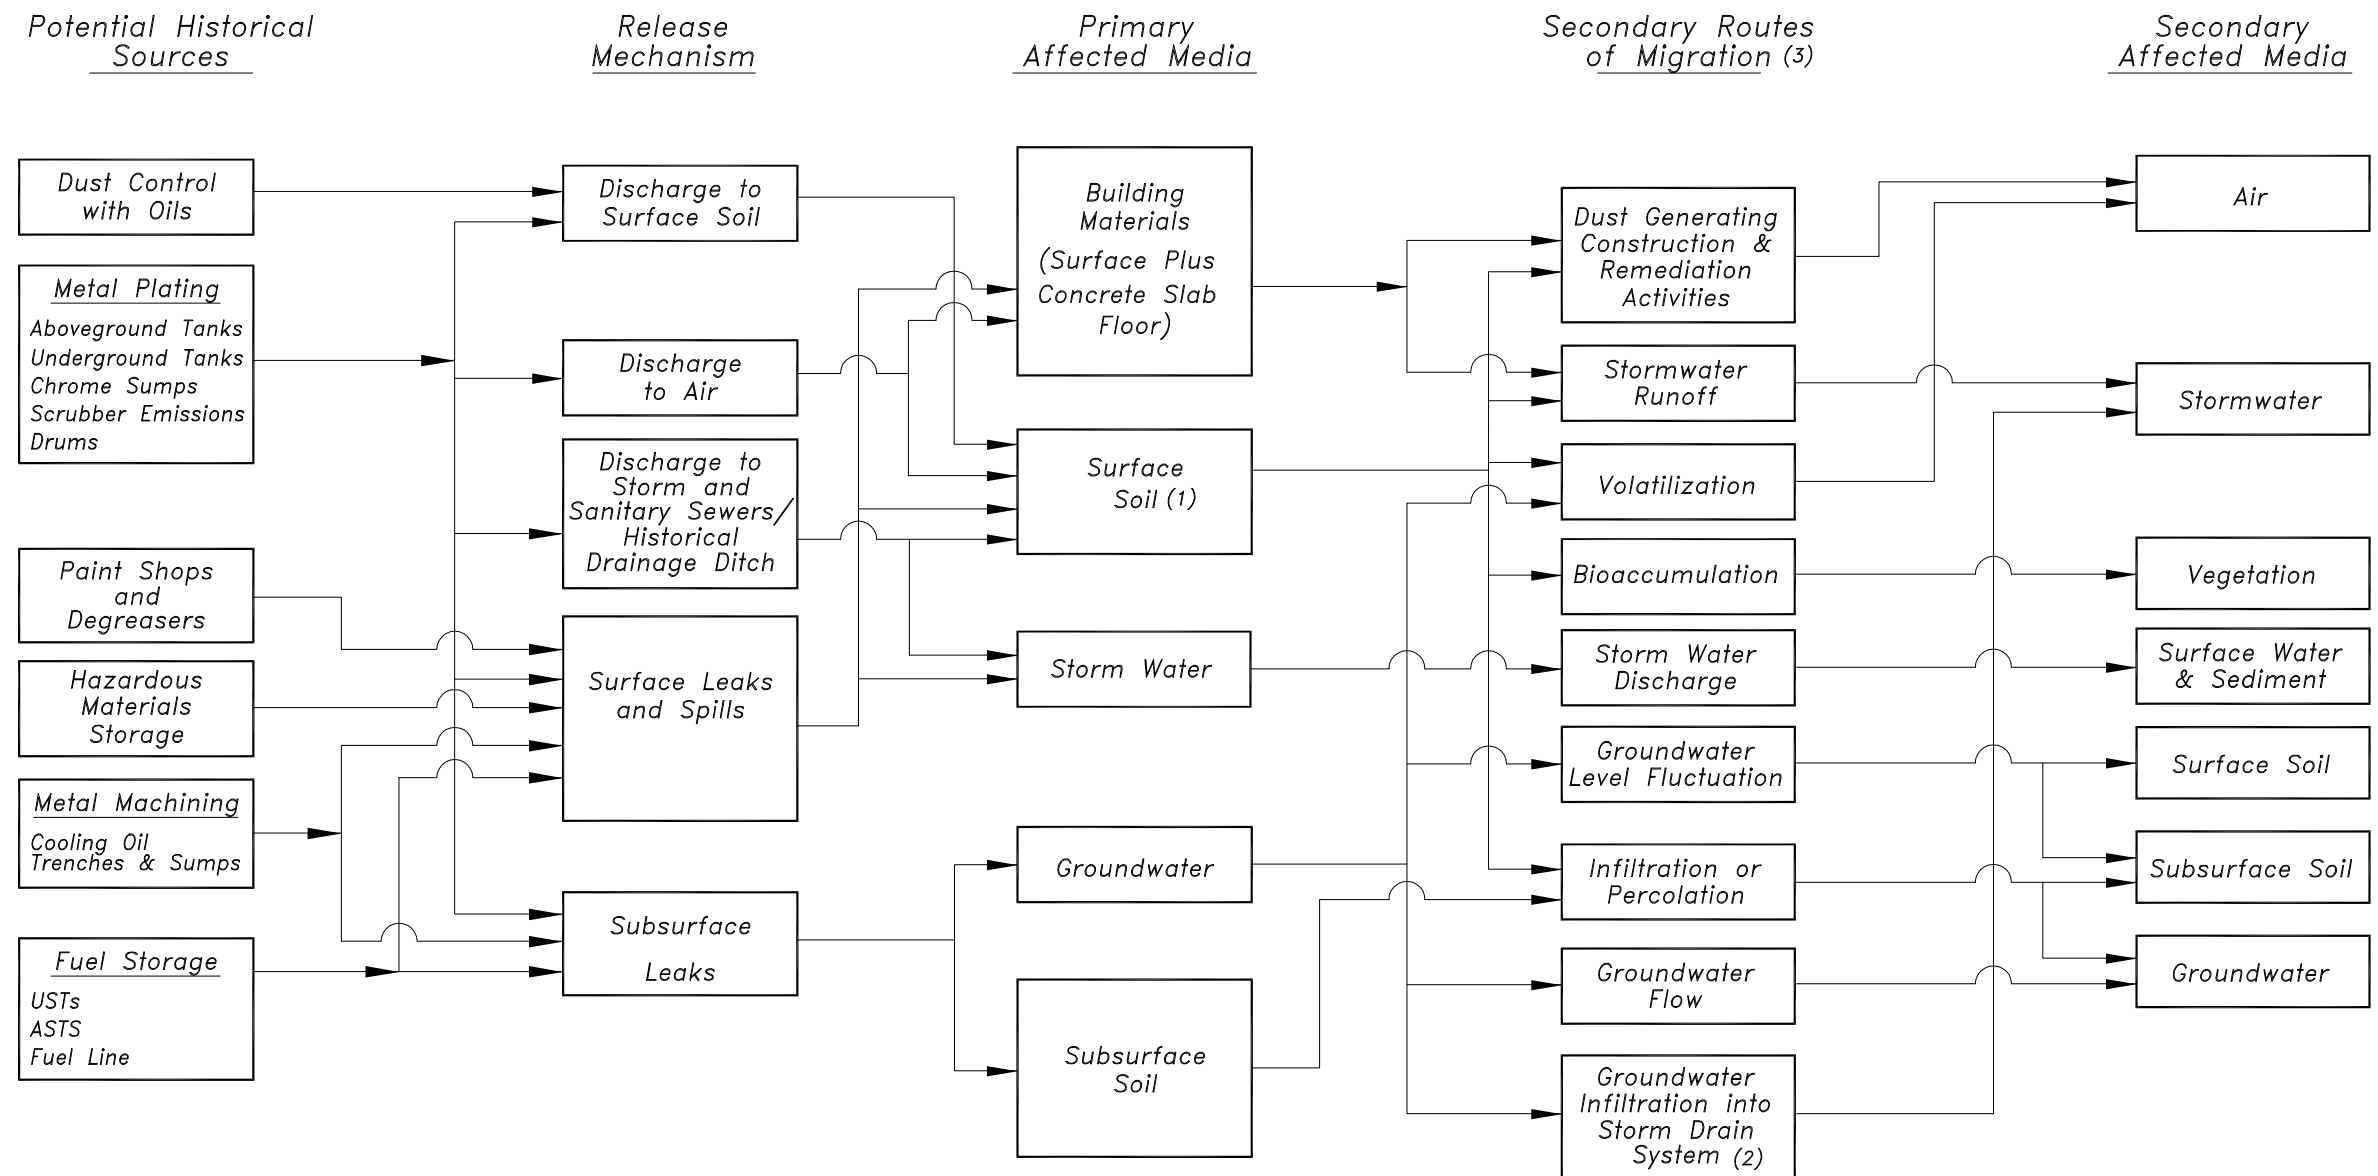 Potential Historical
Sources
Release
Mechanism
Primary
Affected Media
Secondary Routes
of Migration (3)
Secondary
Affected Media
Dust Control
with Oils
Metal Plating
Aboveground Tanks
Underground Tanks
Chrome Sumps
Scrubber Emissions
Drums
Paint Shops
and
Degreasers
Hazardous
Materials
Storage
Metal Machining
Cooling Oil
Trenches & Sumps
Fuel Storage
USTs
ASTS
Fuel Line
Discharge to
Surface Soil
Discharge
to Air
Discharge to
Storm and
Sanitary Sewers/
Historical
Drainage Ditch
Surface Leaks
and Spills
Subsurface
Leaks
Building
Materials
(Surface Plus
Concrete Slab
Floor)
Surface
Soil (1)
Storm Water
Groundwater
Subsurface
Soil
Dust Generating
Construction &
Remediation
Activities
Stormwater
Runoff
Volatilization
Bioaccumulation
Storm Water
Discharge
Groundwater
Level Fluctuation
Infiltration or
Percolation
Groundwater
Flow
Groundwater
Infiltration into
Storm Drain
System (2)
Air
Stormwater
Vegetation
Surface Water
& Sediment
Surface Soil
Subsurface Soil
Groundwater